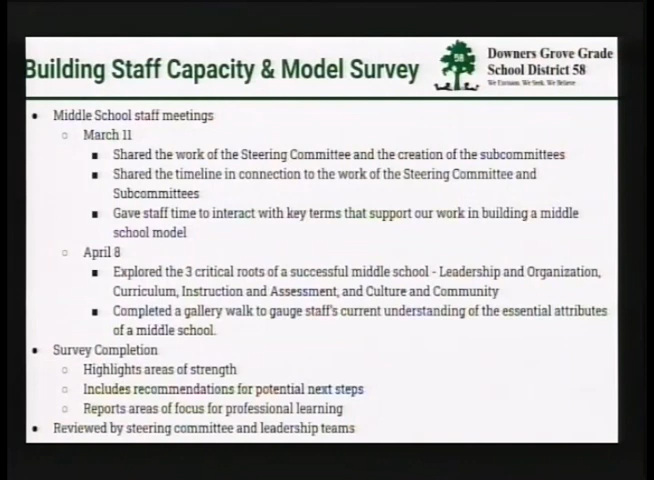 Building Staff Capacity & Model Survey
58
Downers Grove Grade
School District 58
● Middle School staff meetings
○ March 11
■ Shared the work of the Steering Committee and the creation of the subcommittees
■ Shared the timeline in connection to the work of the Steering Committee and
Subcommittees
■ Gave staff time to interact with key terms that support our work in building a middle
school model
○ April 8
■ Explored the 3 critical roots of a successful middle school - Leadership and Organization,
Curriculum, Instruction and Assessment, and Culture and Community
■ Completed a gallery walk to gauge staff's current understanding of the essential attributes
of a middle school.
● Survey Completion
○ Highlights areas of strength
○ Includes recommendations for potential next steps
○ Reports areas of focus for professional learning
● Reviewed by steering committee and leadership teams